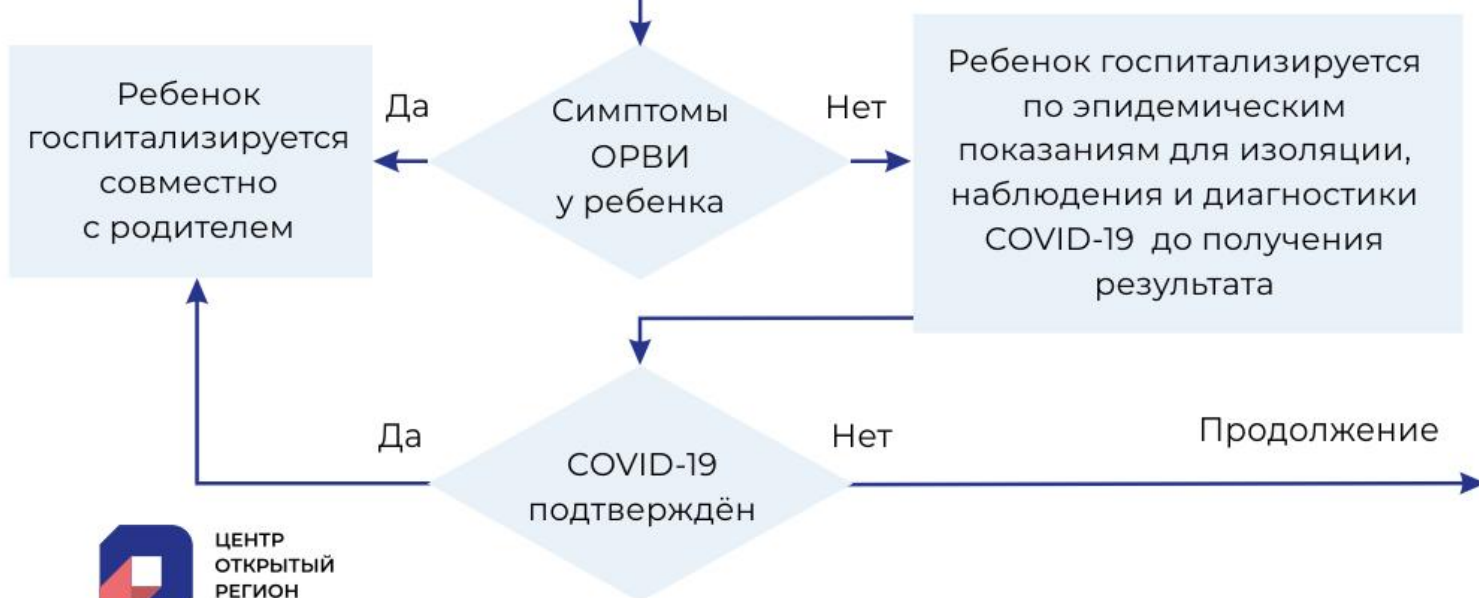 Ребенок
госпитализируется
совместно
с родителем
Да
Симптомы
ОРВИ
у ребенка
Нет
Ребенок госпитализируется
по эпидемическим
показаниям для изоляции,
наблюдения и диагностики
COVID-19 до получения
результата
Да
COVID-19
подтверждён
Нет
Продолжение
ЦЕНТР
ОТКРЫТЫЙ
РЕГИОН